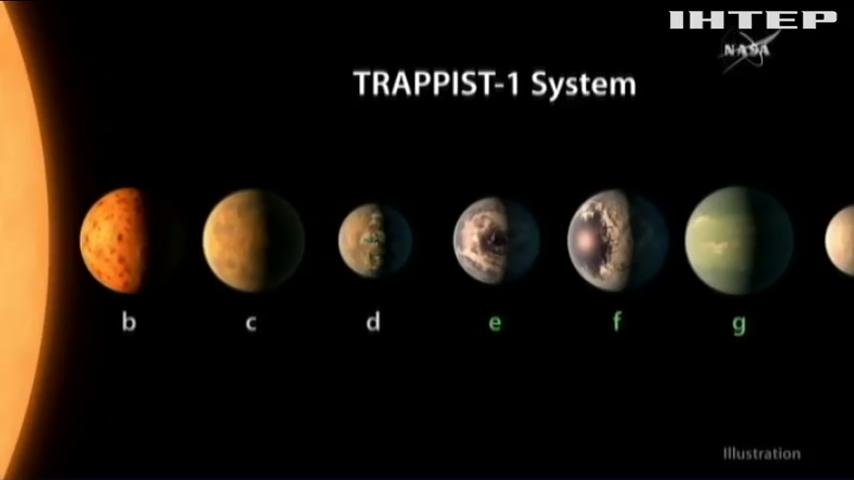 ІНТЕР
NASA
TRAPPIST-1 System
b c d e f g
Illustration